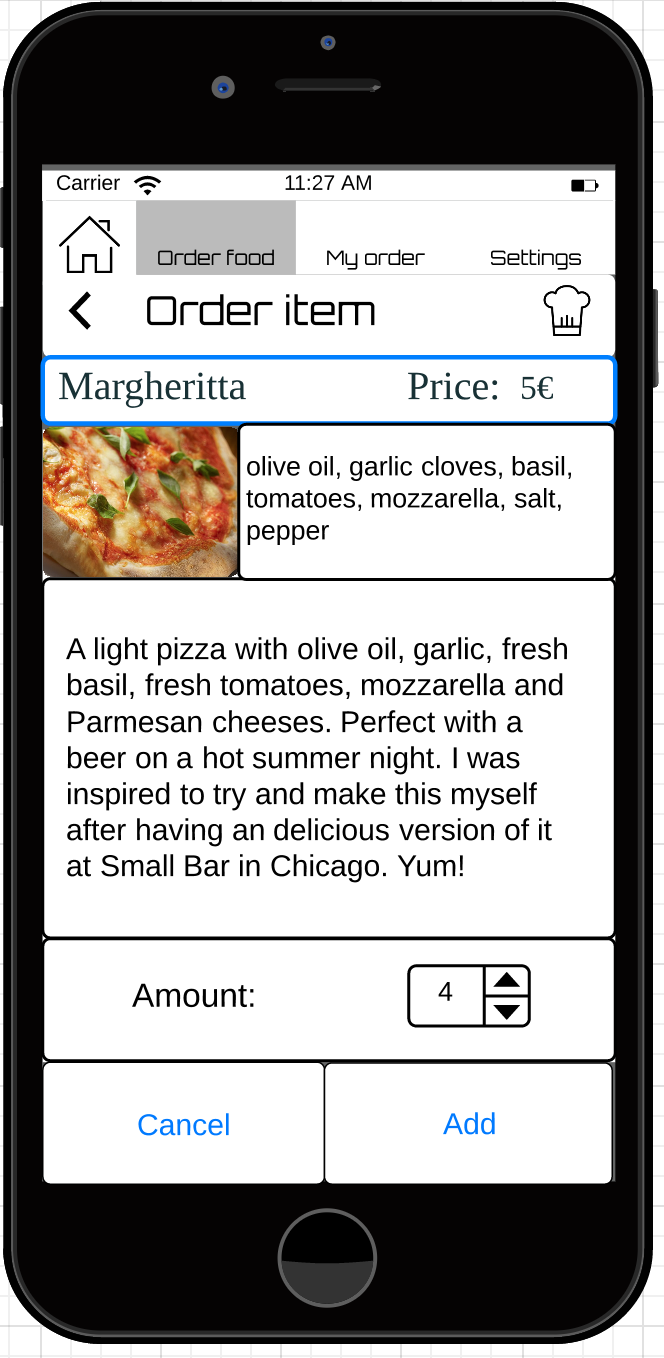 Carrier 11:27 AM
Order food My order Settings
Order item
Margheritta Price: 5€
olive oil, garlic cloves, basil,
tomatoes, mozzarella, salt,
pepper
A light pizza with olive oil, garlic, fresh
basil, fresh tomatoes, mozzarella and
Parmesan cheeses. Perfect with a
beer on a hot summer night. I was
inspired to try and make this myself
after having an delicious version of it
at Small Bar in Chicago. Yum!
Amount: 4
Cancel Add